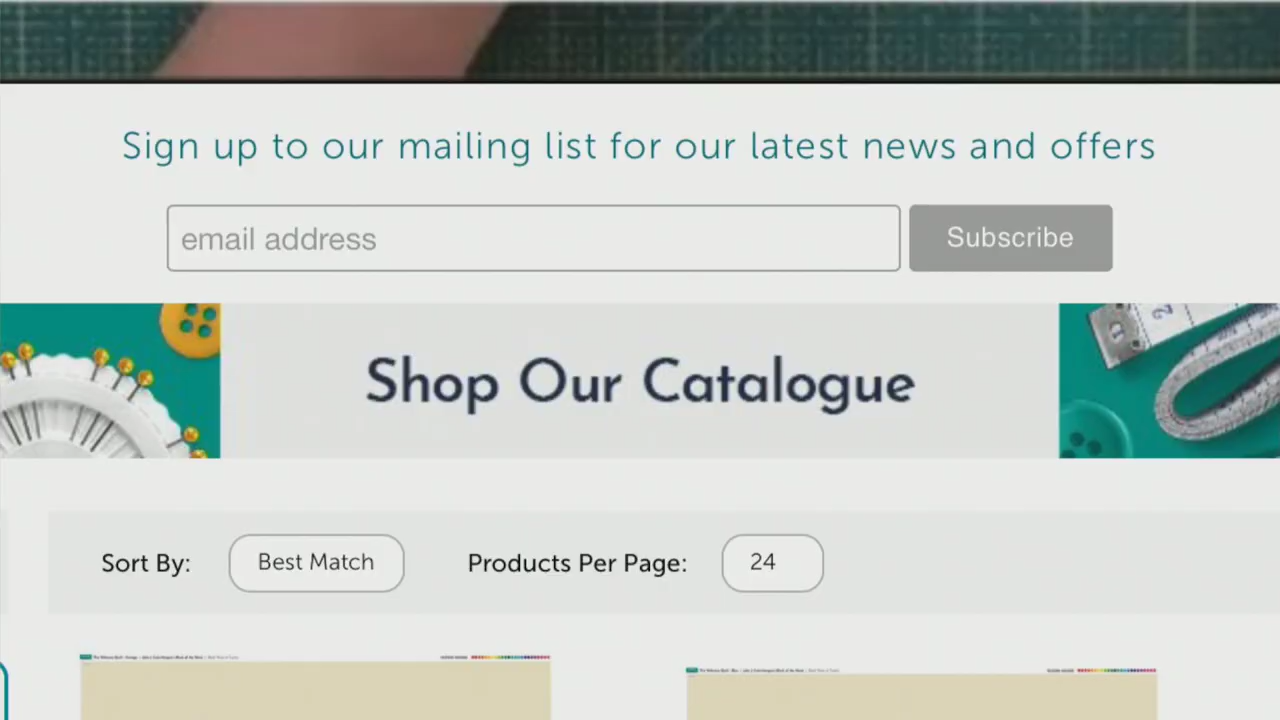 Sign up to our mailing list for our latest news and offers
email address
Subscribe
Shop Our Catalogue
Sort By:
Best Match
Products Per Page:
24